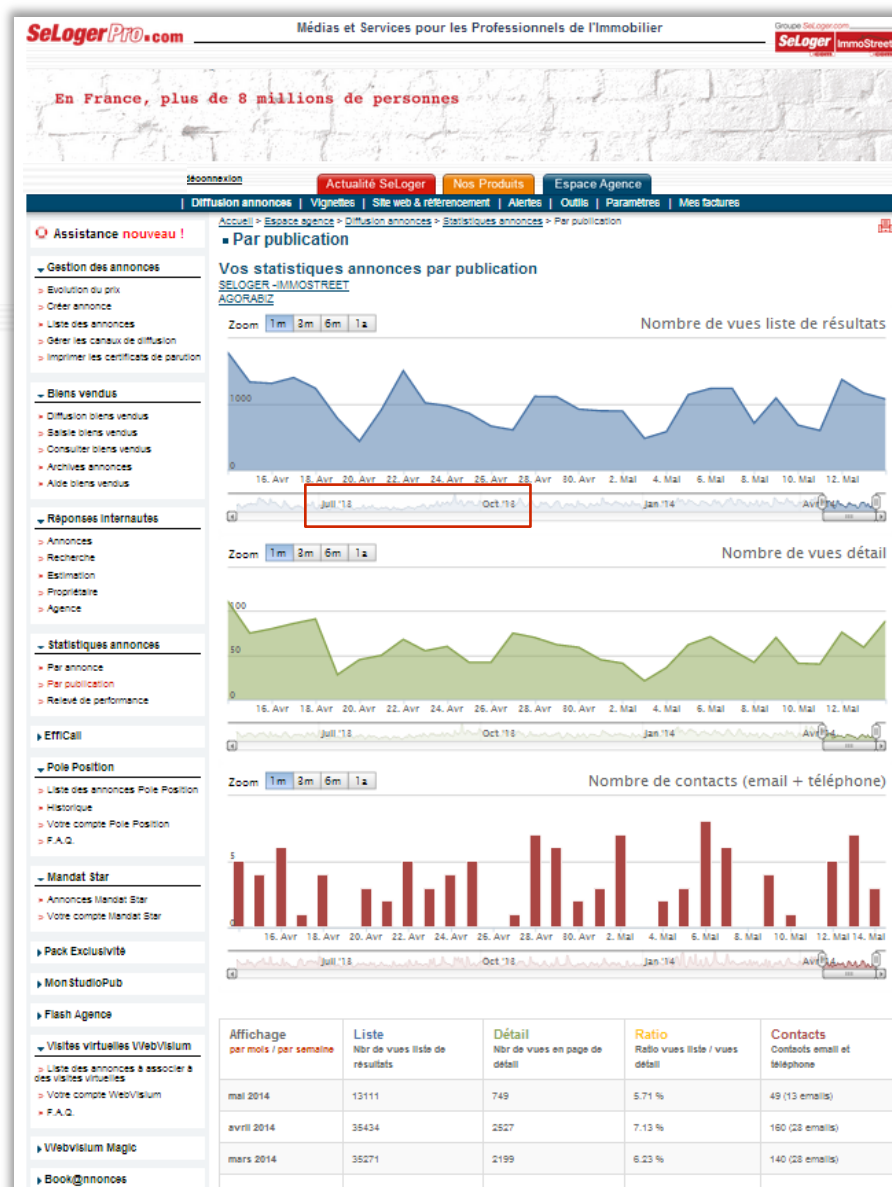 SeLogerPro.com
Médias et Services pour les Professionnels de l'Immobilier
Groupe SeLoger.com
SeLoger .com ImmoStreet .com
En France, plus de 8 millions de personnes
déconnexion
Actualité SeLoger
Nos Produits
Espace Agence
| Diffusion annonces | Vignettes | Site web & référencement | Alertes | Outils | Paramètres | Mes factures
Assistance nouveau !
Gestion des annonces
Evolution du prix
Créer annonce
Liste des annonces
Gérer les canaux de diffusion
Imprimer les certificats de parution
Biens vendus
Diffusion biens vendus
Saisie biens vendus
Consulter biens vendus
Archives annonces
Aide biens vendus
Réponses Internautes
Annonces
Recherche
Estimation
Propriétaire
Agence
Statistiques annonces
Par annonce
Par publication
Relevé de performance
EffiCall
Pole Position
Liste des annonces Pole Position
Historique
Votre compte Pole Position
F.A.Q.
Mandat Star
Annonces Mandat Star
Votre compte Mandat Star
Pack Exclusivité
MonStudioPub
Flash Agence
Visites virtuelles WebVisium
Liste des annonces à associer à
des visites virtuelles
Votre compte WebVisium
F.A.Q.
Webvisium Magic
Book@nnonces
Accueil > Espace agence > Diffusion annonces > Statistiques annonces > Par publication
Par publication
Vos statistiques annonces par publication
SELOGER -IMMOSTREET
AGORABIZ
Zoom 1m 3m 6m 1a
Nombre de vues liste de résultats
1000
0
16. Avr 18. Avr 20. Avr 22. Avr 24. Avr 26. Avr 28. Avr 30. Avr 2. Mai 4. Mai 6. Mai 8. Mai 10. Mai 12. Mai
Juil '13 Oct '13 Jan '14 Avr '14
Zoom 1m 3m 6m 1a
Nombre de vues détail
100
50
0
16. Avr 18. Avr 20. Avr 22. Avr 24. Avr 26. Avr 28. Avr 30. Avr 2. Mai 4. Mai 6. Mai 8. Mai 10. Mai 12. Mai
Juil '13 Oct '13 Jan '14 Avr '14
Zoom 1m 3m 6m 1a
Nombre de contacts (email + téléphone)
5
0
16. Avr 18. Avr 20. Avr 22. Avr 24. Avr 26. Avr 28. Avr 30. Avr 2. Mai 4. Mai 6. Mai 8. Mai 10. Mai 12. Mai 14. Mai
Juil '13 Oct '13 Jan '14 Avr '14
Affichage Liste Détail Ratio Contacts
par mois / par semaine Nbr de vues liste de Nbr de vues en page de Ratio vues liste / vues Contacts email et
résultats détail détail téléphone
mai 2014 13111 749 5.71 % 49 (13 emails)
avril 2014 35434 2527 7.13 % 160 (28 emails)
mars 2014 35271 2199 6.23 % 140 (28 emails)